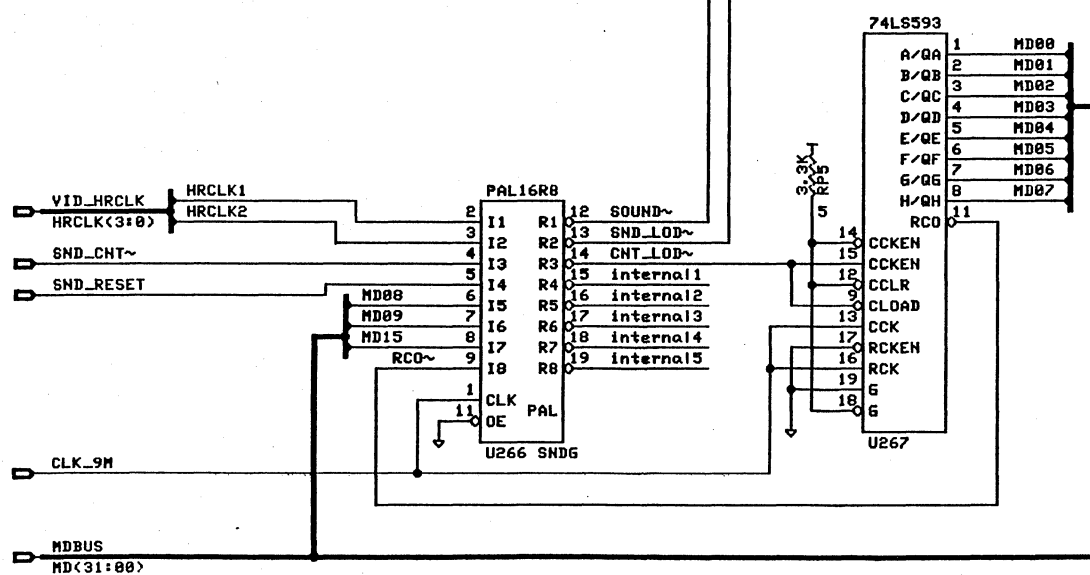 74LS593
A/QA 1 MD00
B/QB 2 MD01
C/QC 3 MD02
D/QD 4 MD03
E/QE 5 MD04
F/QF 6 MD05
G/QG 7 MD06
H/QH 8 MD07
RCO 11
3.3K
RP5
5
14 CCKEN
15 CCKEN
12 CCLR
9 CLOAD
13 CCK
17 RCKEN
16 RCK
19 G
18 G
U267
PAL16R8
VID_HRCLK
HRCLK<3:0>
HRCLK1
HRCLK2
SND_CNT~
SND_RESET
MD08
MD09
MD15
RCO~
2 I1 R1 12 SOUND~
3 I2 R2 13 SND_LOD~
4 I3 R3 14 CNT_LOD~
5 I4 R4 15 internal1
6 I5 R5 16 internal2
7 I6 R6 17 internal3
8 I7 R7 18 internal4
9 I8 R8 19 internal5
1 CLK
PAL
11 OE
U266 SNDG
CLK_9M
MDBUS
MD<31:00>